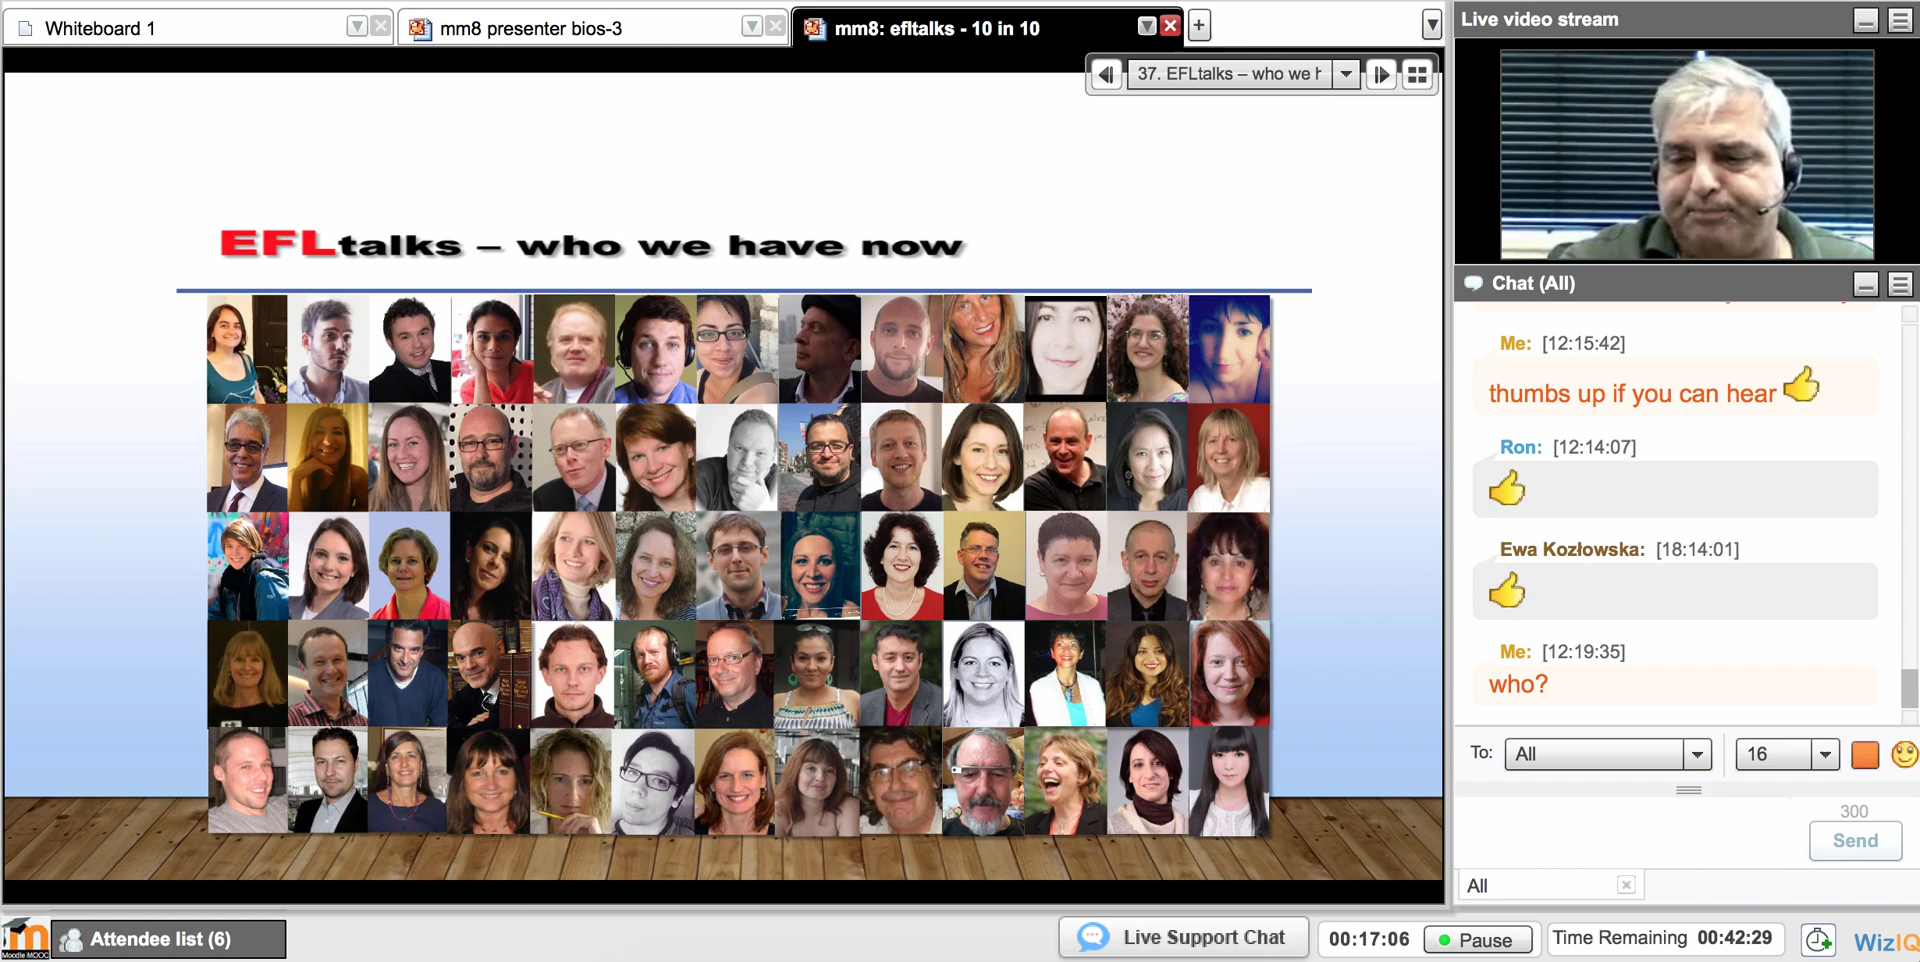 Whiteboard 1
mm8 presenter bios-3
mm8: efltalks - 10 in 10
37. EFLtalks – who we h
EFLtalks – who we have now
Live video stream
Chat (All)
Me: [12:15:42]
thumbs up if you can hear
Ron: [12:14:07]
Ewa Kozłowska: [18:14:01]
Me: [12:19:35]
who?
To: All 16
300
Send
All
m
Moodle MOOC
Attendee list (6)
Live Support Chat
00:17:06
Pause
Time Remaining 00:42:29
WizIQ